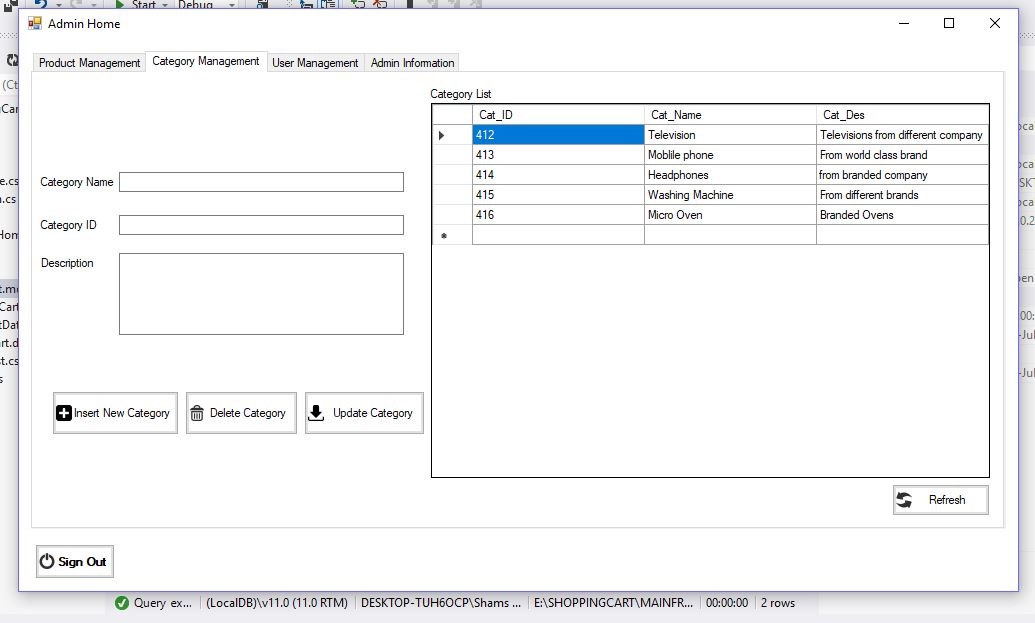 Start Debug
Admin Home
Product Management Category Management User Management Admin Information
Category List
Cat_ID Cat_Name Cat_Des
412 Television Televisions from different company
413 Moblile phone From world class brand
414 Headphones from branded company
415 Washing Machine From different brands
416 Micro Oven Branded Ovens
*
Category Name
Category ID
Description
Insert New Category Delete Category Update Category
Refresh
Sign Out
Query ex... (LocalDB)\v11.0 (11.0 RTM) DESKTOP-TUH6OCP\Shams ... E:\SHOPPINGCART\MAINFR... 00:00:00 2 rows